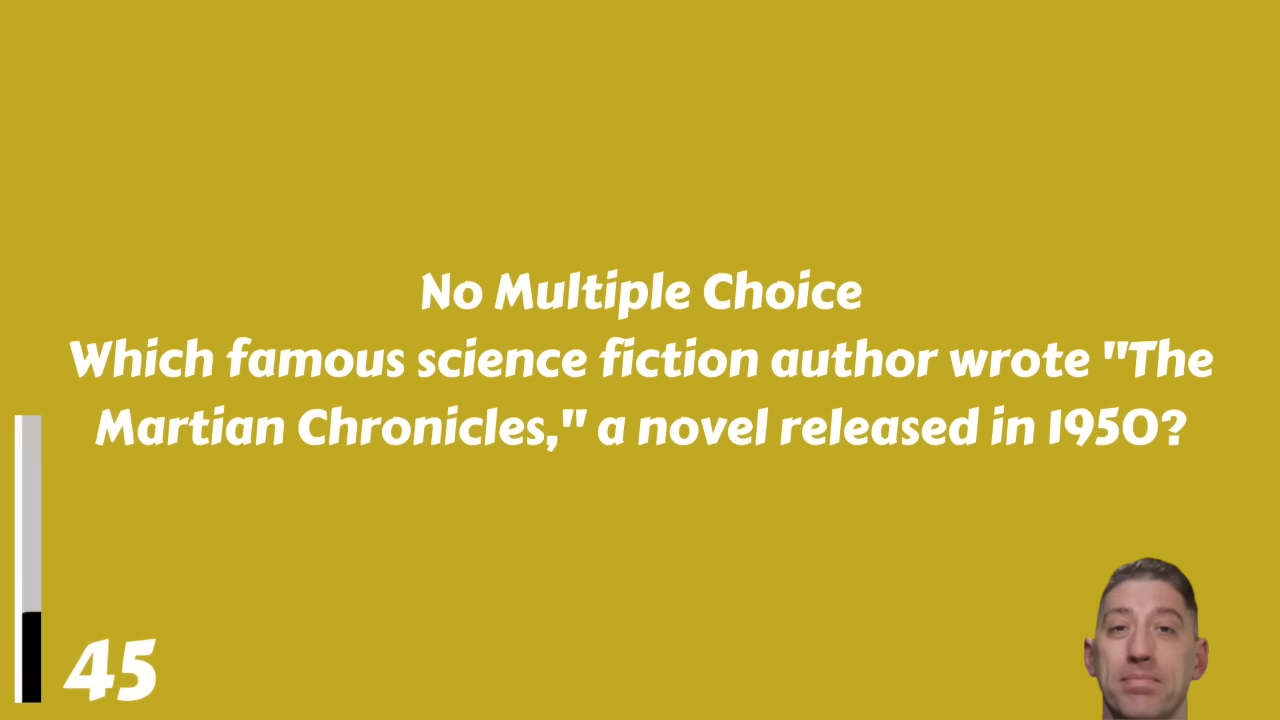 No Multiple Choice
Which famous science fiction author wrote "The
Martian Chronicles," a novel released in 1950?
45